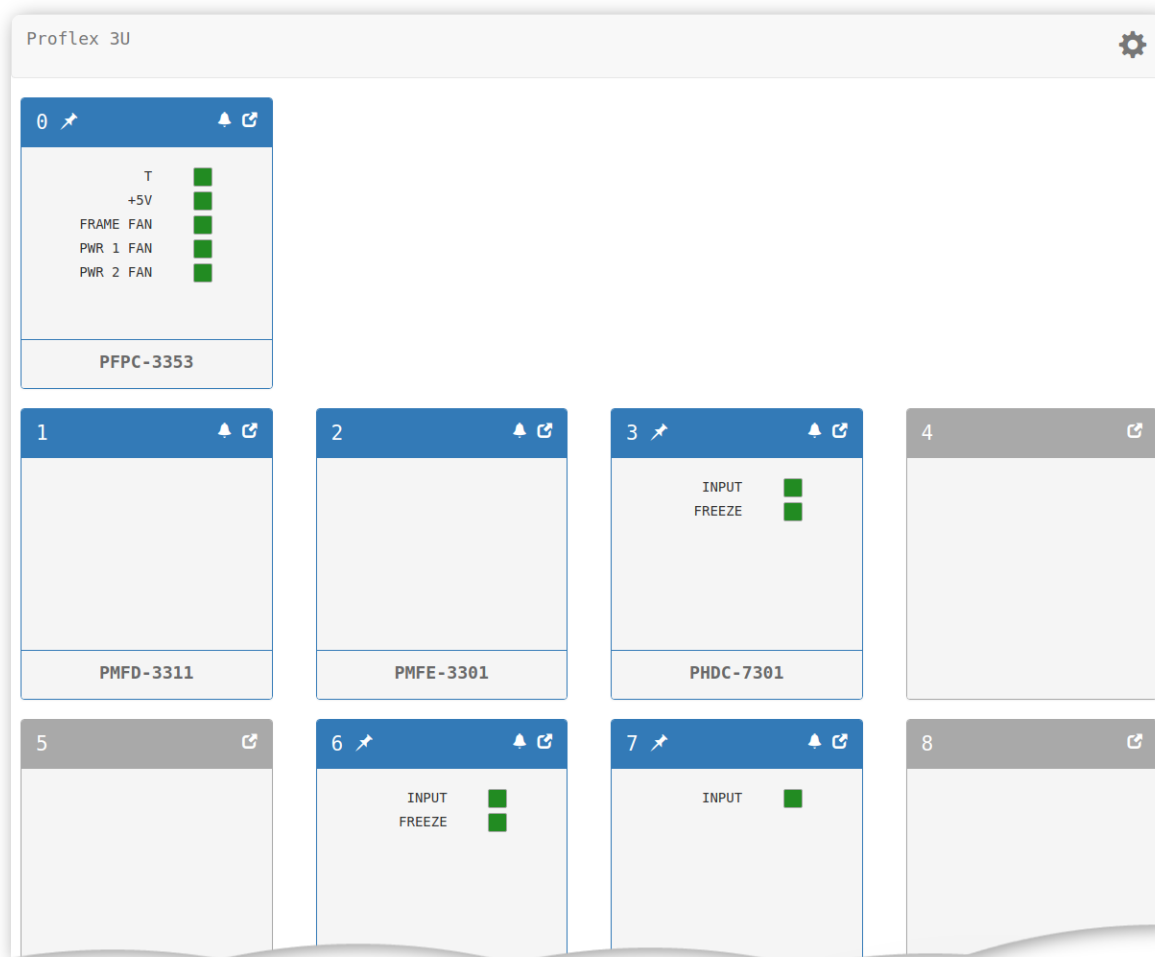 Proflex 3U
0
T
+5V
FRAME FAN
PWR 1 FAN
PWR 2 FAN
PFPC-3353
1
PMFD-3311
2
PMFE-3301
3
INPUT
FREEZE
PHDC-7301
4
5
6
INPUT
FREEZE
7
INPUT
8